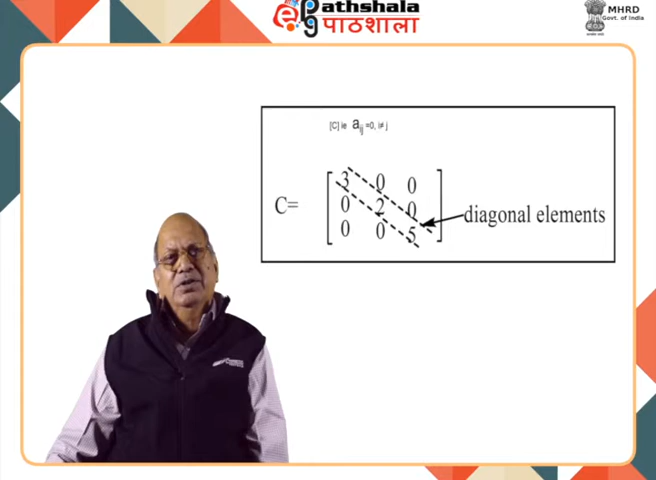 ePathshala
पाठशाला
MHRD
Govt. of India
[C] ie aij =0, i≠ j
C=
3 0 0
0 2 0
0 0 5
diagonal elements